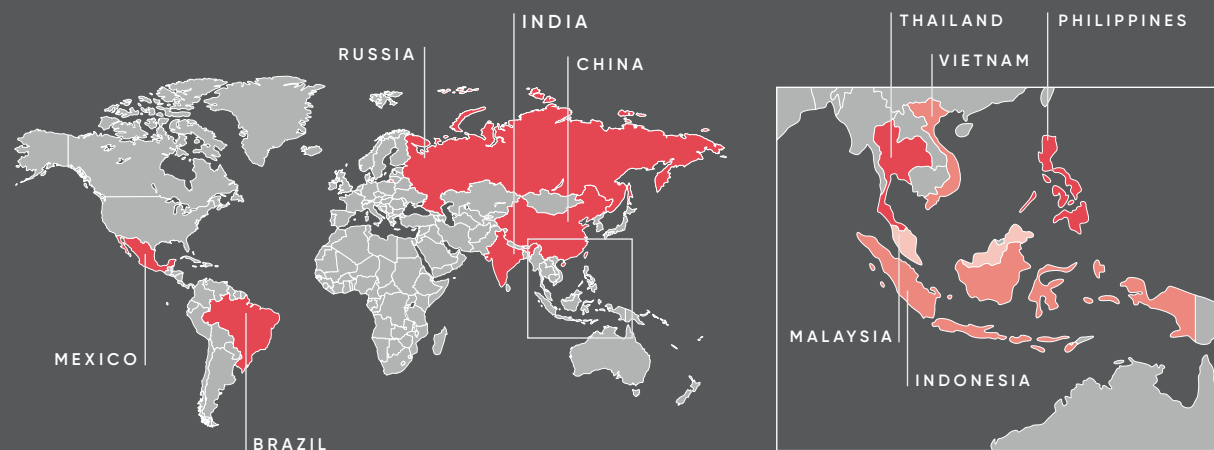 INDIA
RUSSIA
CHINA
MEXICO
BRAZIL
THAILAND
PHILIPPINES
VIETNAM
MALAYSIA
INDONESIA